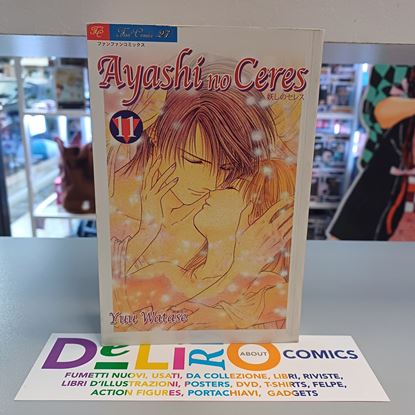 Fan Comics 27
ファンファンコミックス
Ayashi no Ceres
妖しのセレス
11
Yuu Watase
DeLiRiO ABOUT COMICS
FUMETTI NUOVI, USATI, DA COLLEZIONE, LIBRI, RIVISTE,
LIBRI D'ILLUSTRAZIONI, POSTERS, DVD, T-SHIRTS, FELPE,
ACTION FIGURES, PORTACHIAVI, GADGETS